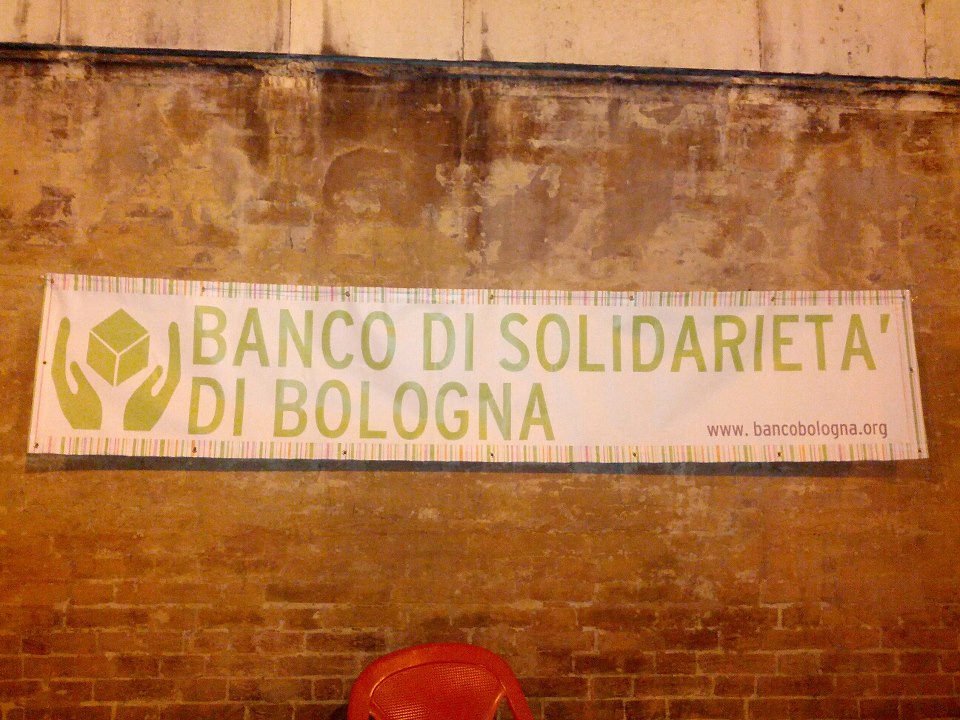 BANCO DI SOLIDARIETA'
DI BOLOGNA
www.bancobologna.org